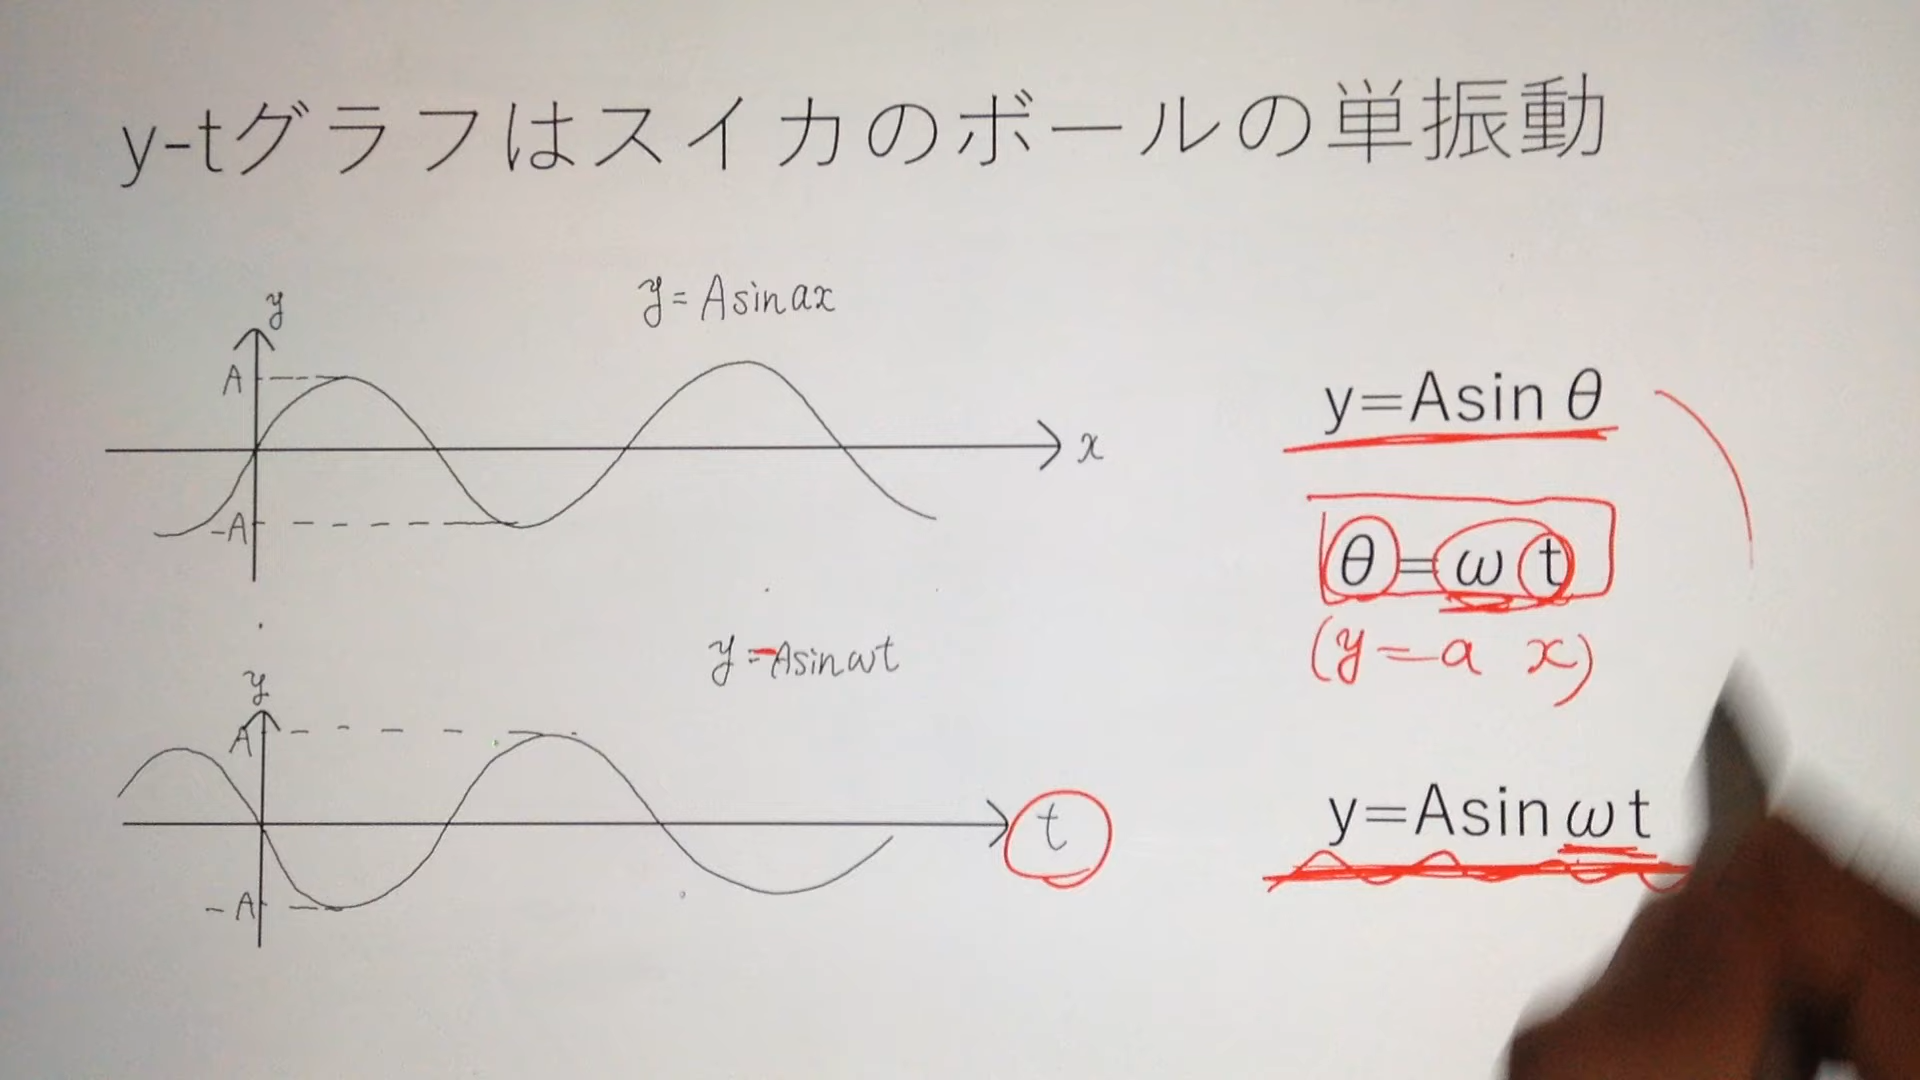 y-tグラフはスイカのボールの単振動
y=Asinax
y
A
-A
x
y=-Asinωt
y
A
-A
t
y=Asinθ
θ=ωt
(y=a x)
y=Asinωt